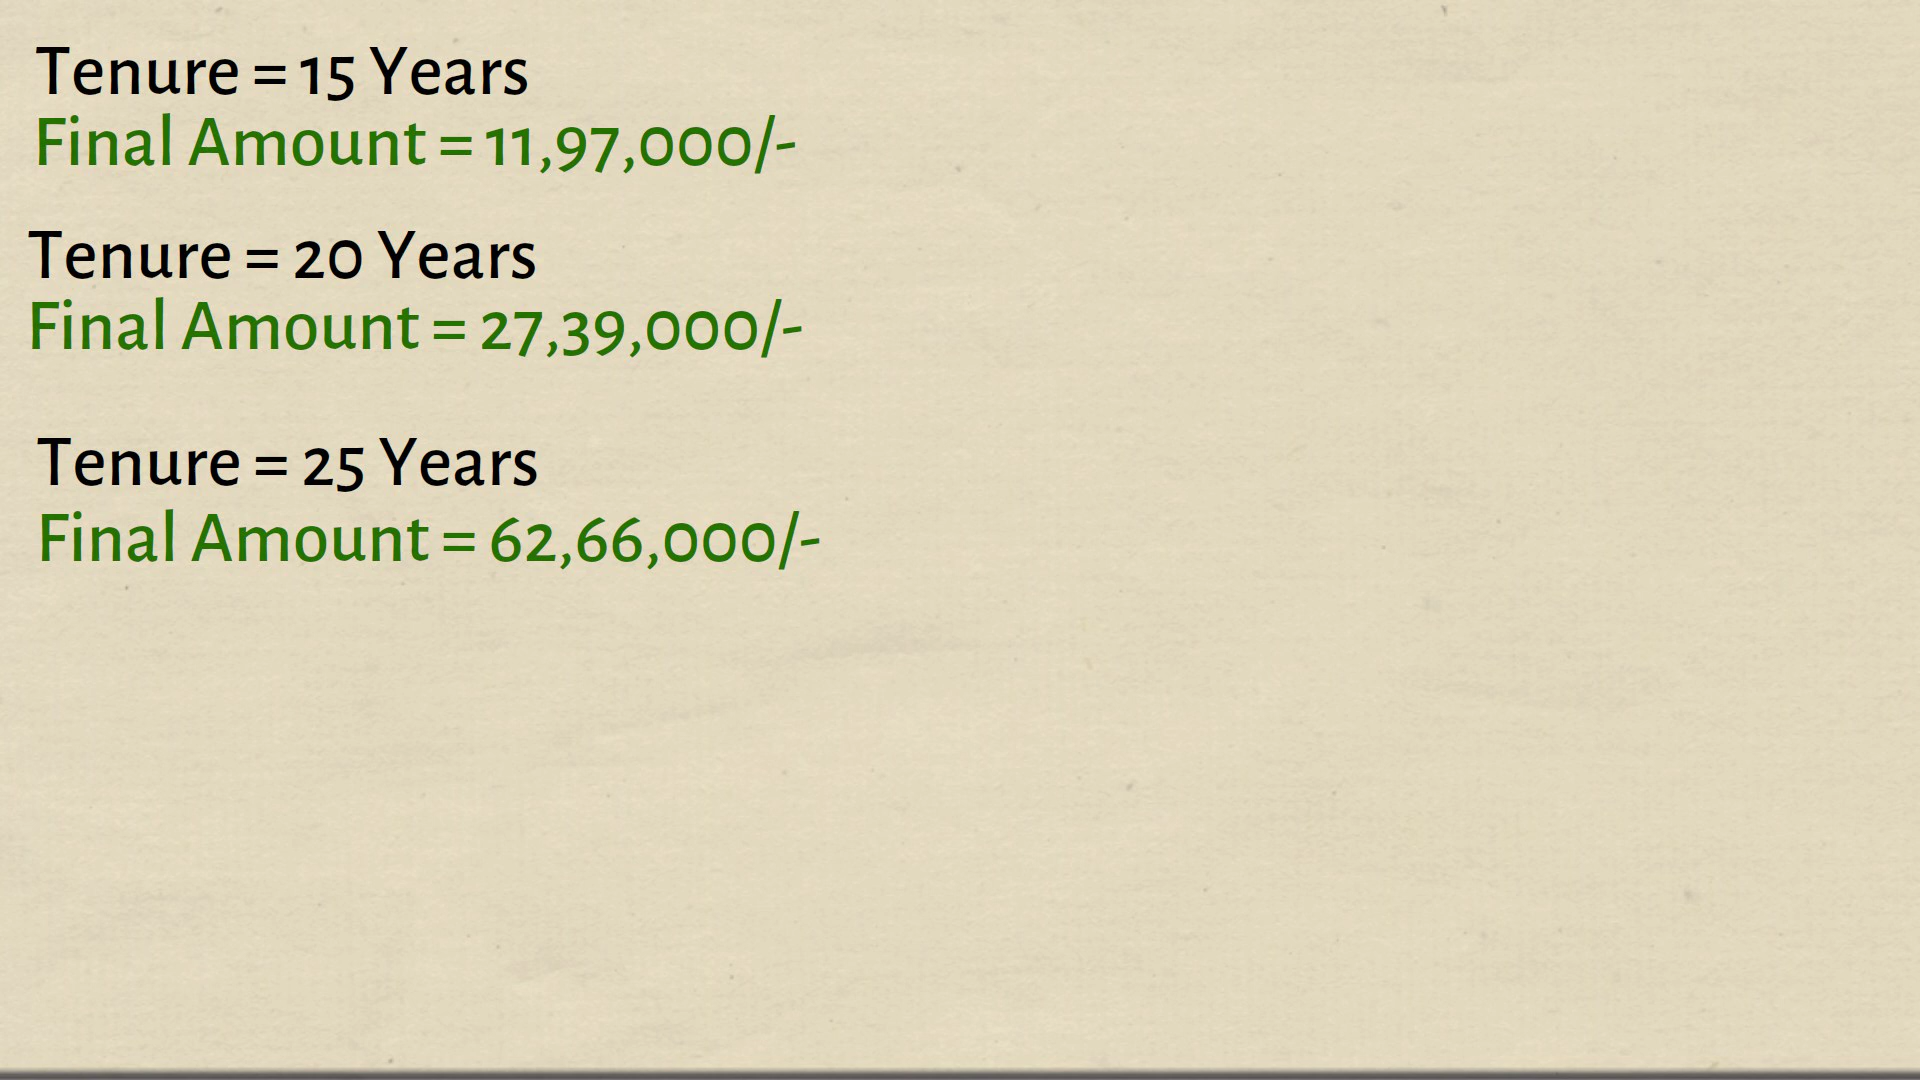 Tenure = 15 Years
Final Amount = 11,97,000/-
Tenure = 20 Years
Final Amount = 27,39,000/-
Tenure = 25 Years
Final Amount = 62,66,000/-